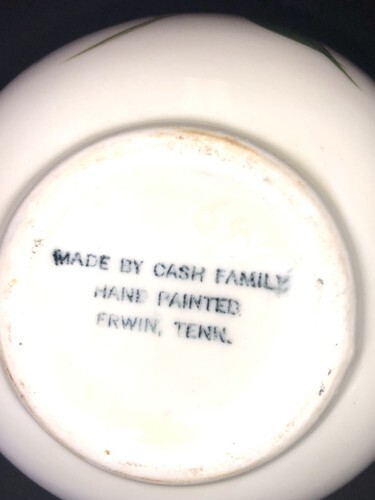 MADE BY CASH FAMILY
HAND PAINTED
ERWIN, TENN.